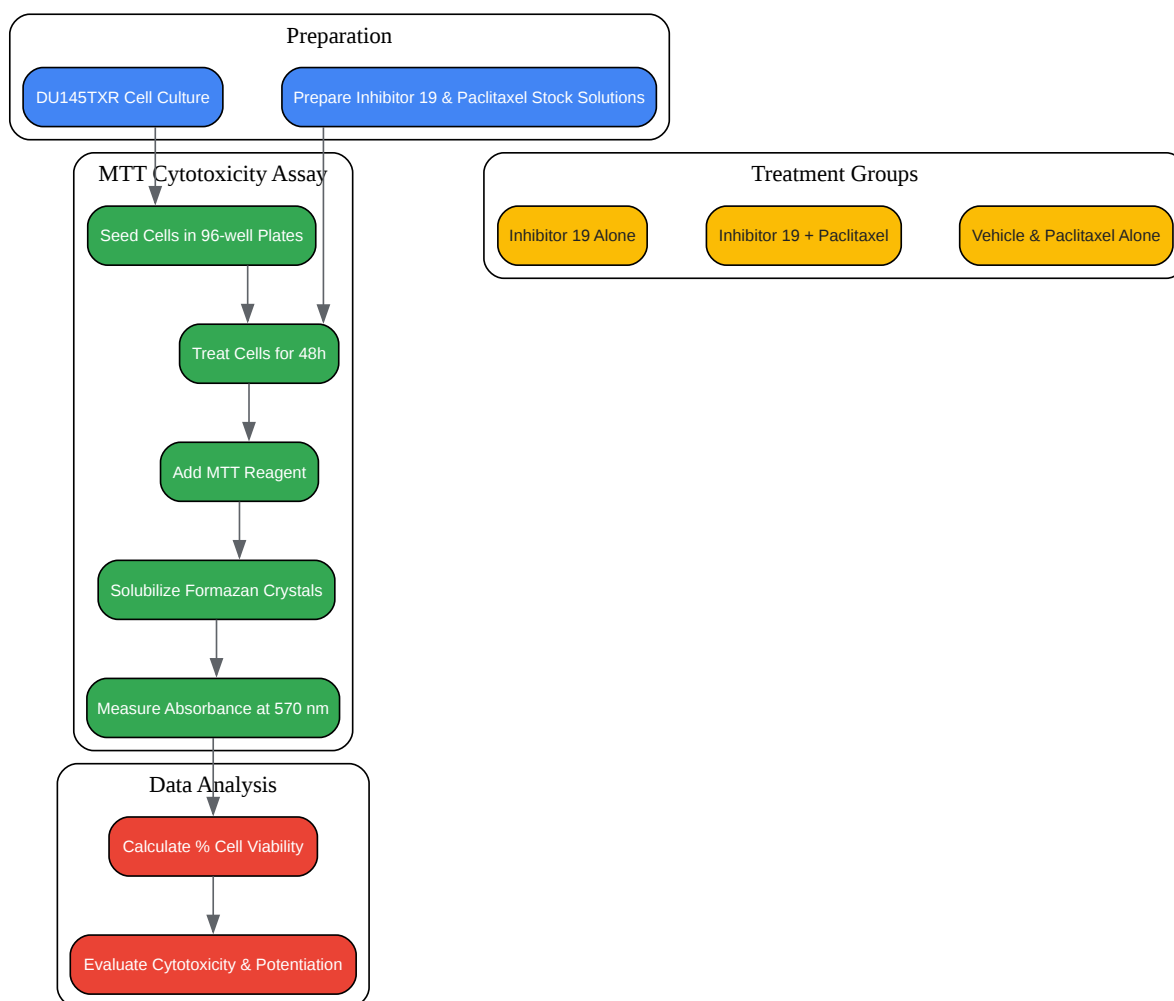 Preparation
DU145TXR Cell Culture
Prepare Inhibitor 19 & Paclitaxel Stock Solutions
MTT Cytotoxicity Assay
Seed Cells in 96-well Plates
Treat Cells for 48h
Add MTT Reagent
Solubilize Formazan Crystals
Measure Absorbance at 570 nm
Treatment Groups
Inhibitor 19 Alone
Inhibitor 19 + Paclitaxel
Vehicle & Paclitaxel Alone
Data Analysis
Calculate % Cell Viability
Evaluate Cytotoxicity & Potentiation